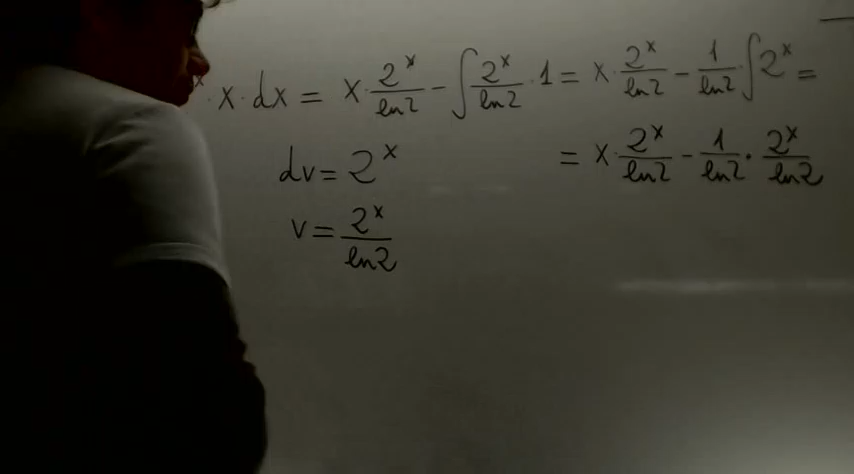 x · x · dx = x · 2^x/ln2 − ∫ 2^x/ln2 · 1 = x · 2^x/ln2 − 1/ln2 · ∫ 2^x =
dv = 2^x
= x · 2^x/ln2 − 1/ln2 · 2^x/ln2
v = 2^x/ln2